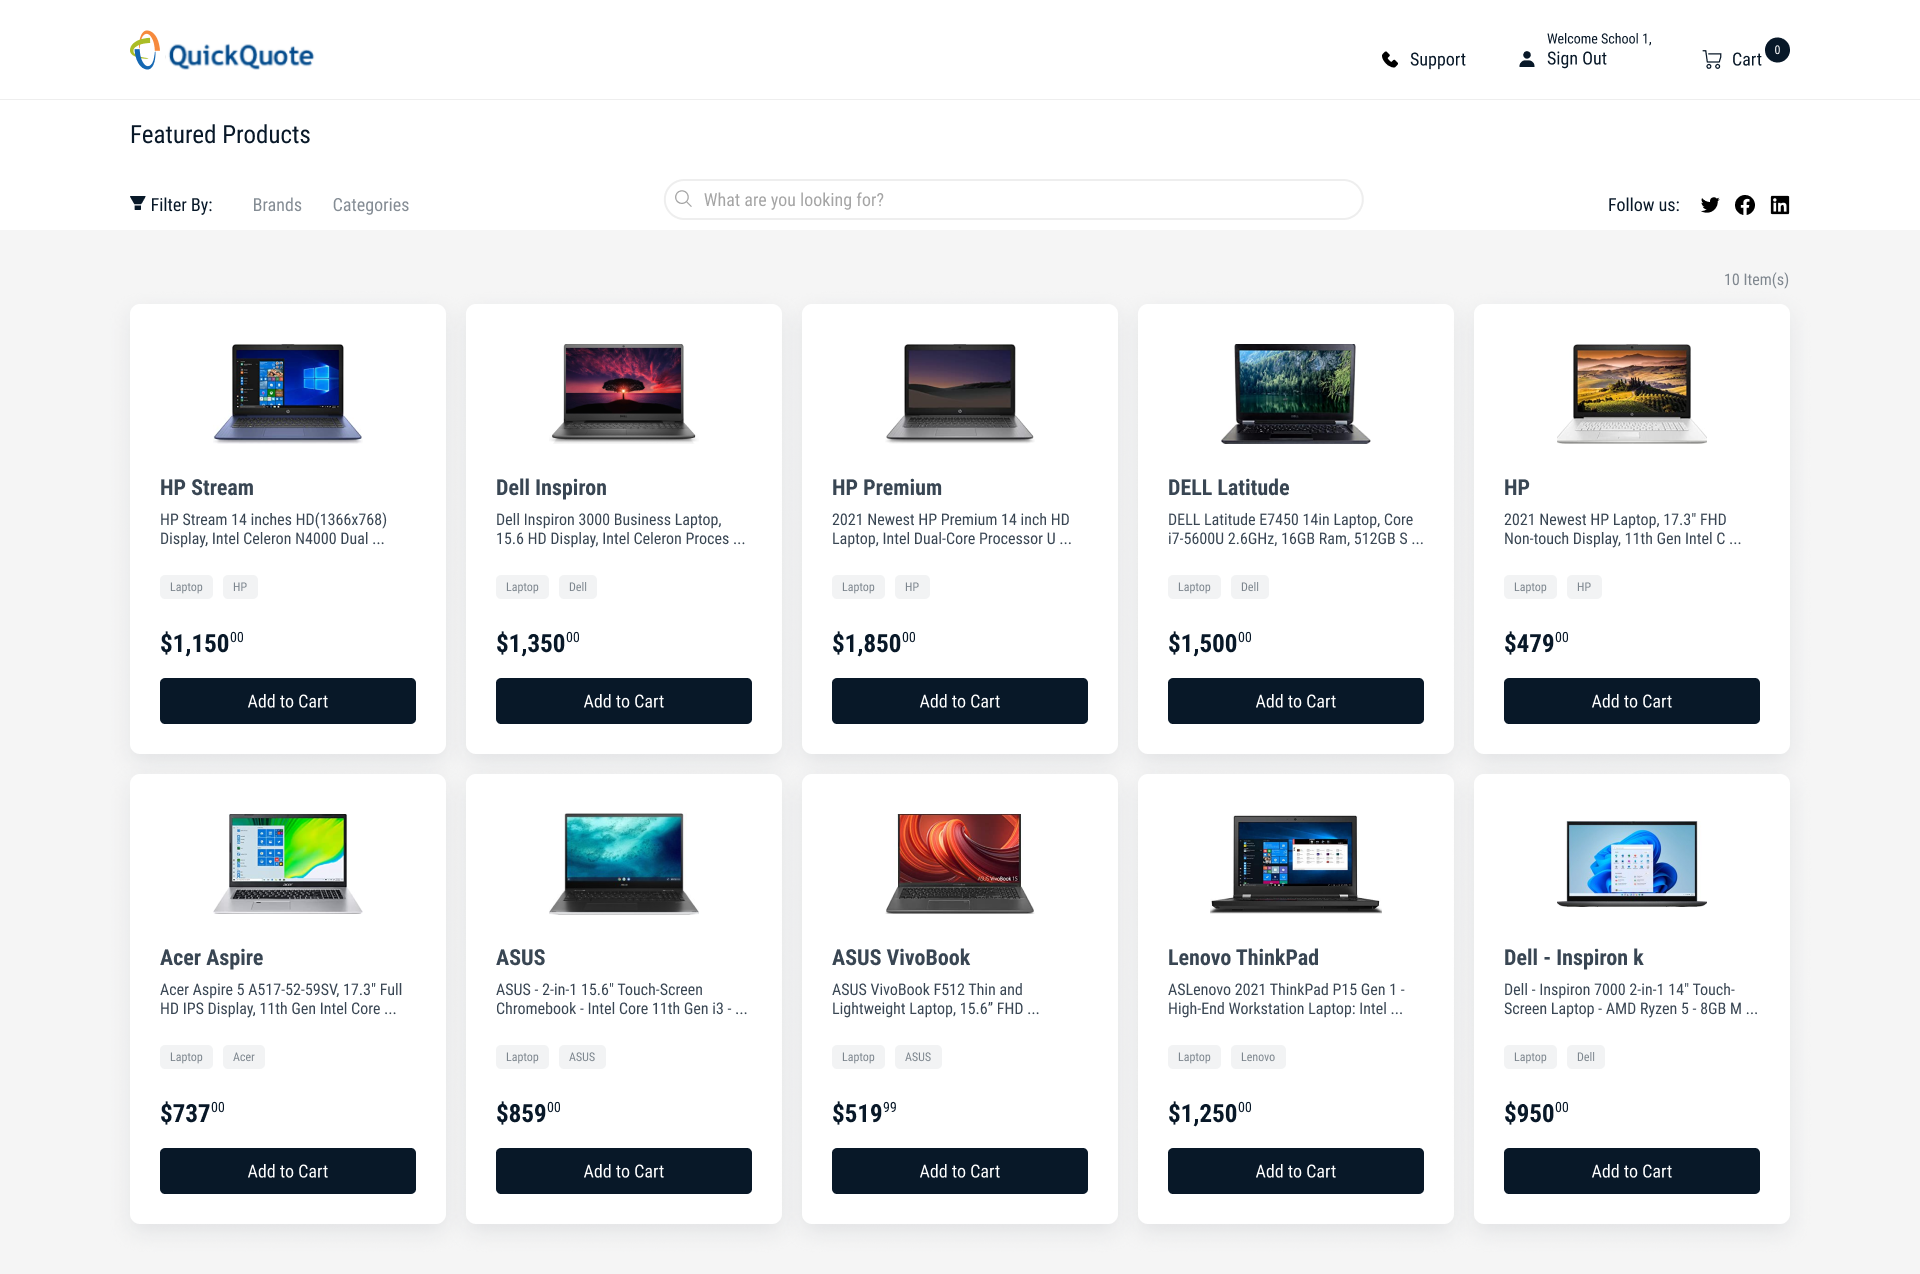 QuickQuote
Support
Welcome School 1,
Sign Out
Cart
0
Featured Products
Filter By:
Brands
Categories
What are you looking for?
Follow us:
10 Item(s)
HP Stream
HP Stream 14 inches HD(1366x768)
Display, Intel Celeron N4000 Dual ...
Laptop
HP
$1,150.00
Add to Cart
Dell Inspiron
Dell Inspiron 3000 Business Laptop,
15.6 HD Display, Intel Celeron Proces ...
Laptop
Dell
$1,350.00
Add to Cart
HP Premium
2021 Newest HP Premium 14 inch HD
Laptop, Intel Dual-Core Processor U ...
Laptop
HP
$1,850.00
Add to Cart
DELL Latitude
DELL Latitude E7450 14in Laptop, Core
i7-5600U 2.6GHz, 16GB Ram, 512GB S ...
Laptop
Dell
$1,500.00
Add to Cart
HP
2021 Newest HP Laptop, 17.3" FHD
Non-touch Display, 11th Gen Intel C ...
Laptop
HP
$479.00
Add to Cart
Acer Aspire
Acer Aspire 5 A517-52-59SV, 17.3" Full
HD IPS Display, 11th Gen Intel Core ...
Laptop
Acer
$737.00
Add to Cart
ASUS
ASUS - 2-in-1 15.6" Touch-Screen
Chromebook - Intel Core 11th Gen i3 - ...
Laptop
ASUS
$859.00
Add to Cart
ASUS VivoBook 15
ASUS VivoBook
ASUS VivoBook F512 Thin and
Lightweight Laptop, 15.6” FHD ...
Laptop
ASUS
$519.99
Add to Cart
Lenovo ThinkPad
ASLenovo 2021 ThinkPad P15 Gen 1 -
High-End Workstation Laptop: Intel ...
Laptop
Lenovo
$1,250.00
Add to Cart
Dell - Inspiron k
Dell - Inspiron 7000 2-in-1 14" Touch-
Screen Laptop - AMD Ryzen 5 - 8GB M ...
Laptop
Dell
$950.00
Add to Cart